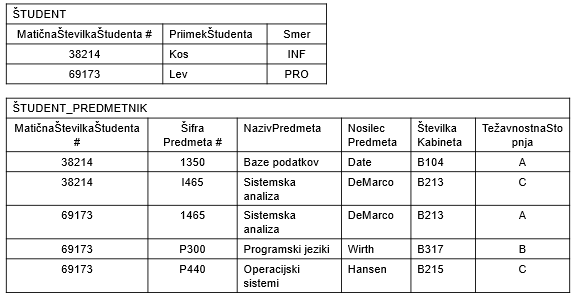 ŠTUDENT
MatičnaŠtevilkaŠtudenta # PriimekŠtudenta Smer
38214 Kos INF
69173 Lev PRO
ŠTUDENT_PREDMETNIK
MatičnaŠtevilkaŠtudenta Šifra NazivPredmeta Nosilec Številka TežavnostnaSto
# Predmeta # Predmeta Kabineta pnja
38214 1350 Baze podatkov Date B104 A
38214 I465 Sistemska DeMarco B213 C
analiza
69173 1465 Sistemska DeMarco B213 A
analiza
69173 P300 Programski jeziki Wirth B317 B
69173 P440 Operacijski Hansen B215 C
sistemi